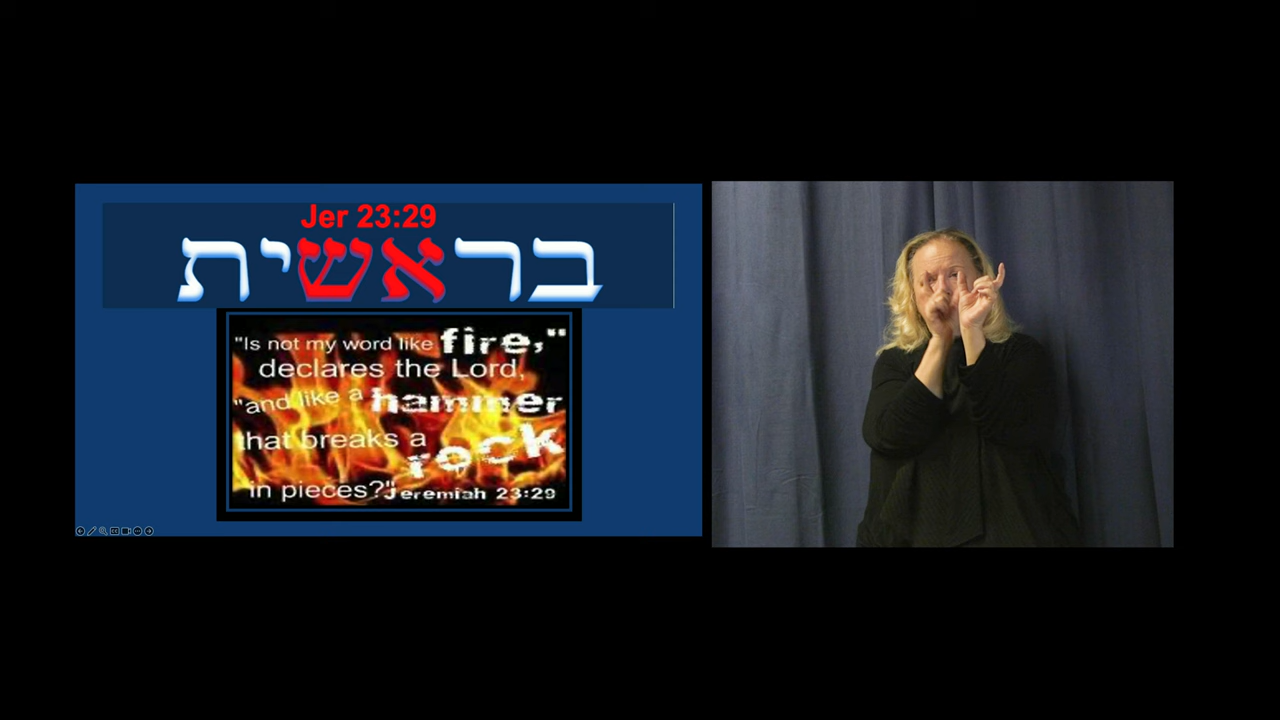 Jer 23:29
בראשית
"Is not my word like fire,"
declares the Lord,
"and like a hammer
that breaks a
rock
in pieces?"
Jeremiah 23:29